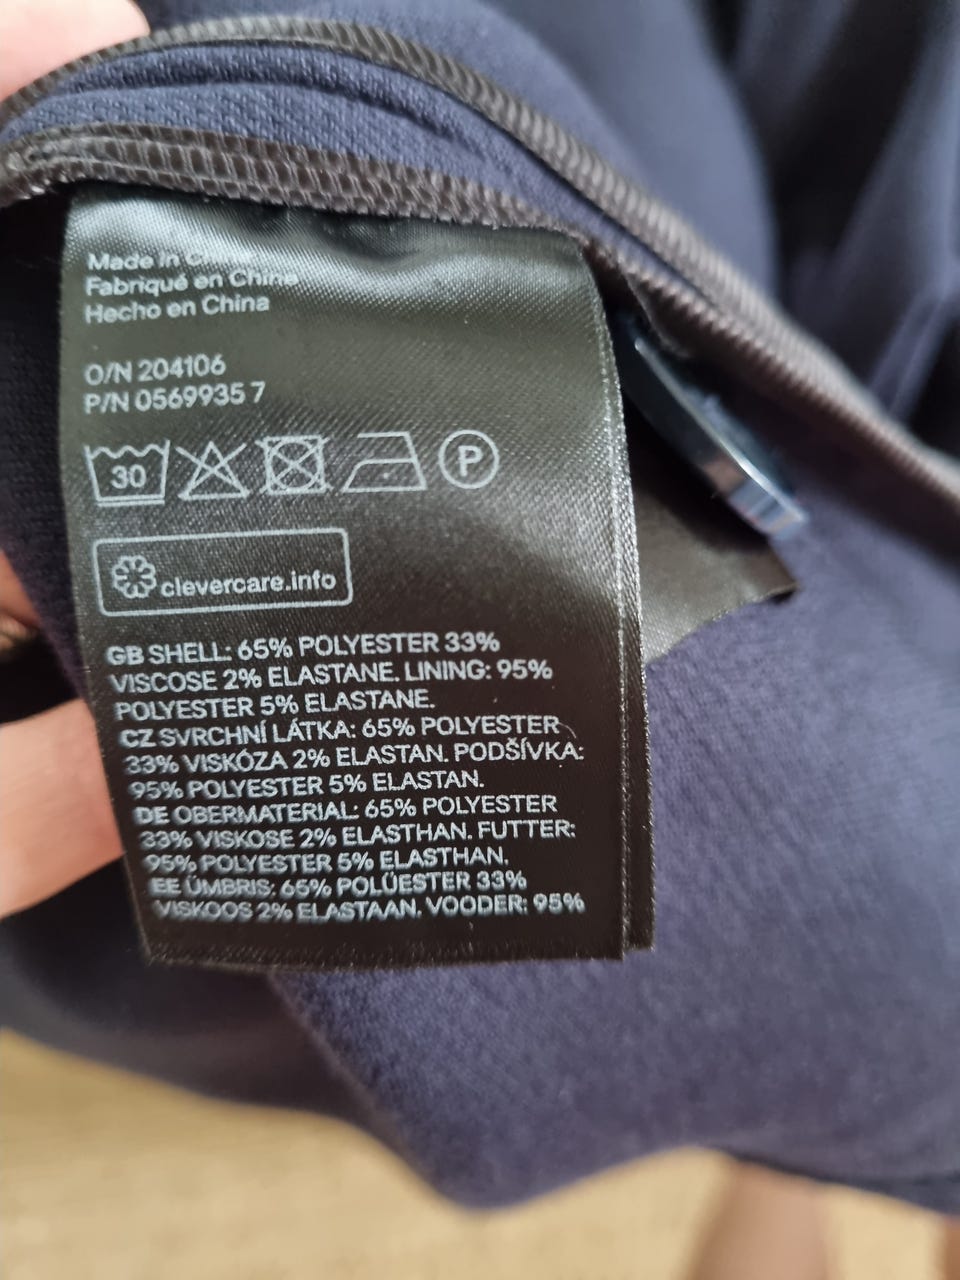 Made in China
Fabriqué en Chine
Hecho en China
O/N 204106
P/N 0569935 7
30
P
clevercare.info
GB SHELL: 65% POLYESTER 33%
VISCOSE 2% ELASTANE. LINING: 95%
POLYESTER 5% ELASTANE.
CZ SVRCHNÍ LÁTKA: 65% POLYESTER
33% VISKÓZA 2% ELASTAN. PODŠÍVKA:
95% POLYESTER 5% ELASTAN.
DE OBERMATERIAL: 65% POLYESTER
33% VISKOSE 2% ELASTHAN. FUTTER:
95% POLYESTER 5% ELASTHAN.
EE ÜMBRIS: 65% POLÜESTER 33%
VISKOOS 2% ELASTAAN. VOODER: 95%